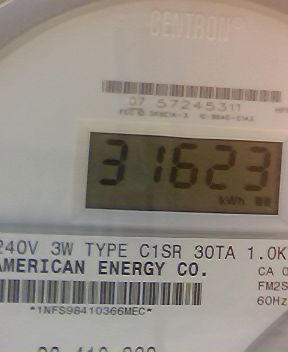 CENTRON®
07 57245311
31623
kWh
240V 3W TYPE C1SR 30TA 1.0K
AMERICAN ENERGY CO.
CA 0
FM2S
60Hz
*1NFS98410366MEC*